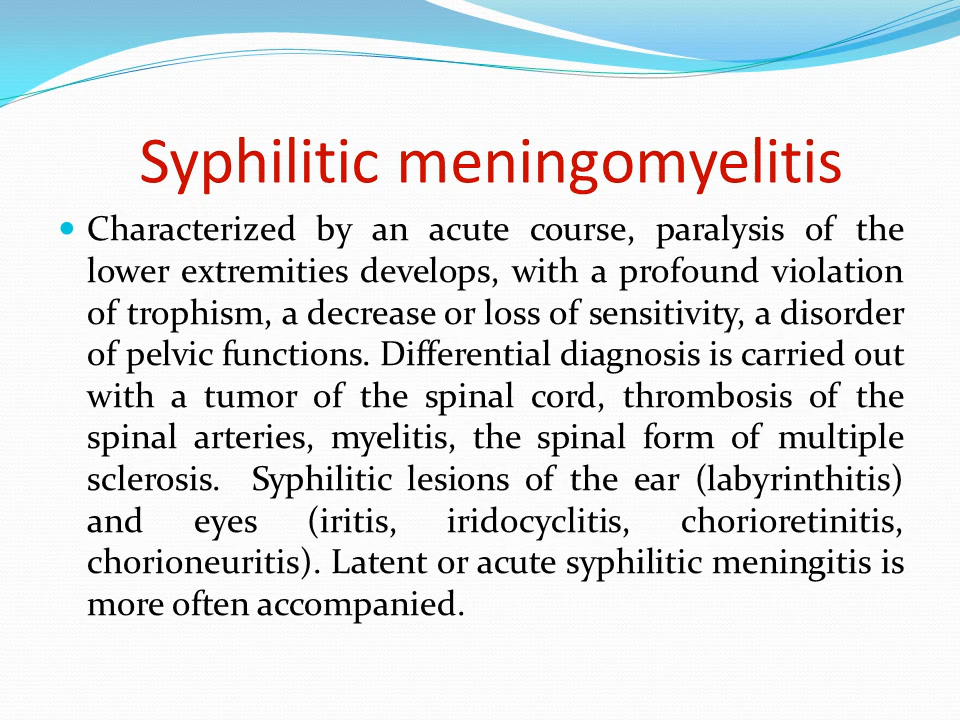 Syphilitic meningomyelitis
• Characterized by an acute course, paralysis of the
lower extremities develops, with a profound violation
of trophism, a decrease or loss of sensitivity, a disorder
of pelvic functions. Differential diagnosis is carried out
with a tumor of the spinal cord, thrombosis of the
spinal arteries, myelitis, the spinal form of multiple
sclerosis. Syphilitic lesions of the ear (labyrinthitis)
and eyes (iritis, iridocyclitis, chorioretinitis,
chorioneuritis). Latent or acute syphilitic meningitis is
more often accompanied.